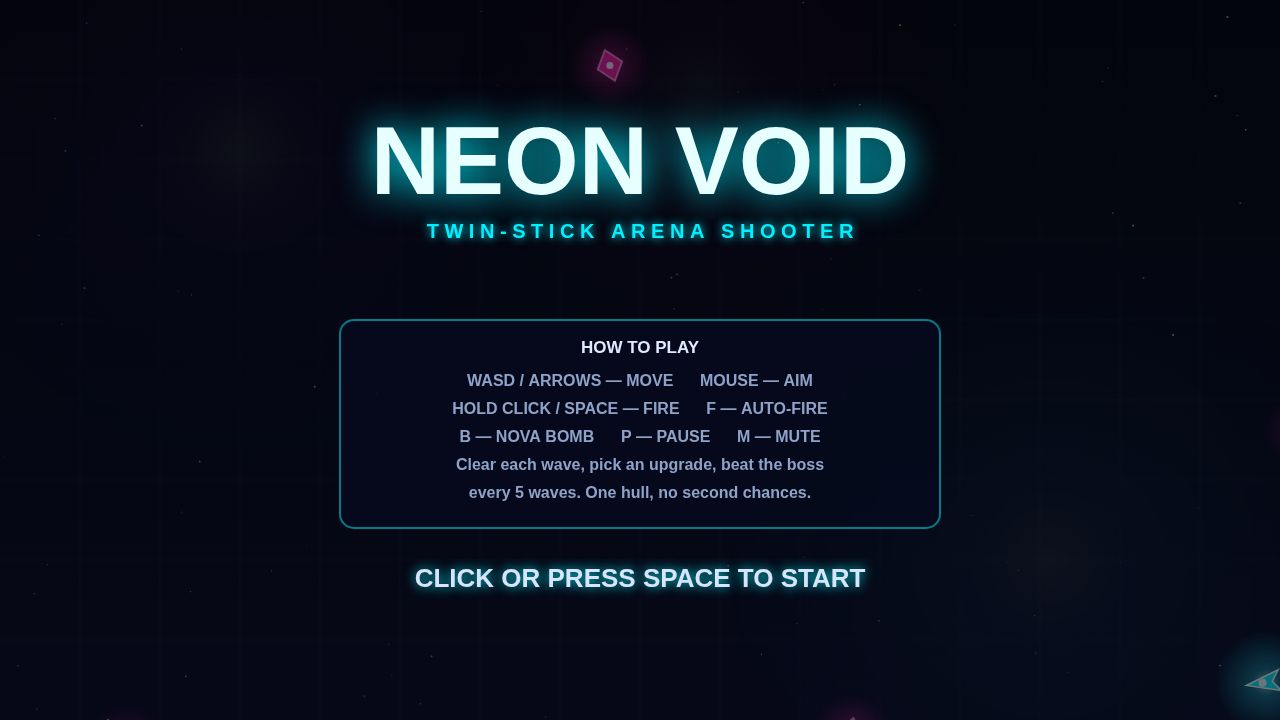 NEON VOID
TWIN-STICK ARENA SHOOTER
HOW TO PLAY
WASD / ARROWS — MOVE MOUSE — AIM
HOLD CLICK / SPACE — FIRE F — AUTO-FIRE
B — NOVA BOMB P — PAUSE M — MUTE
Clear each wave, pick an upgrade, beat the boss
every 5 waves. One hull, no second chances.
CLICK OR PRESS SPACE TO START